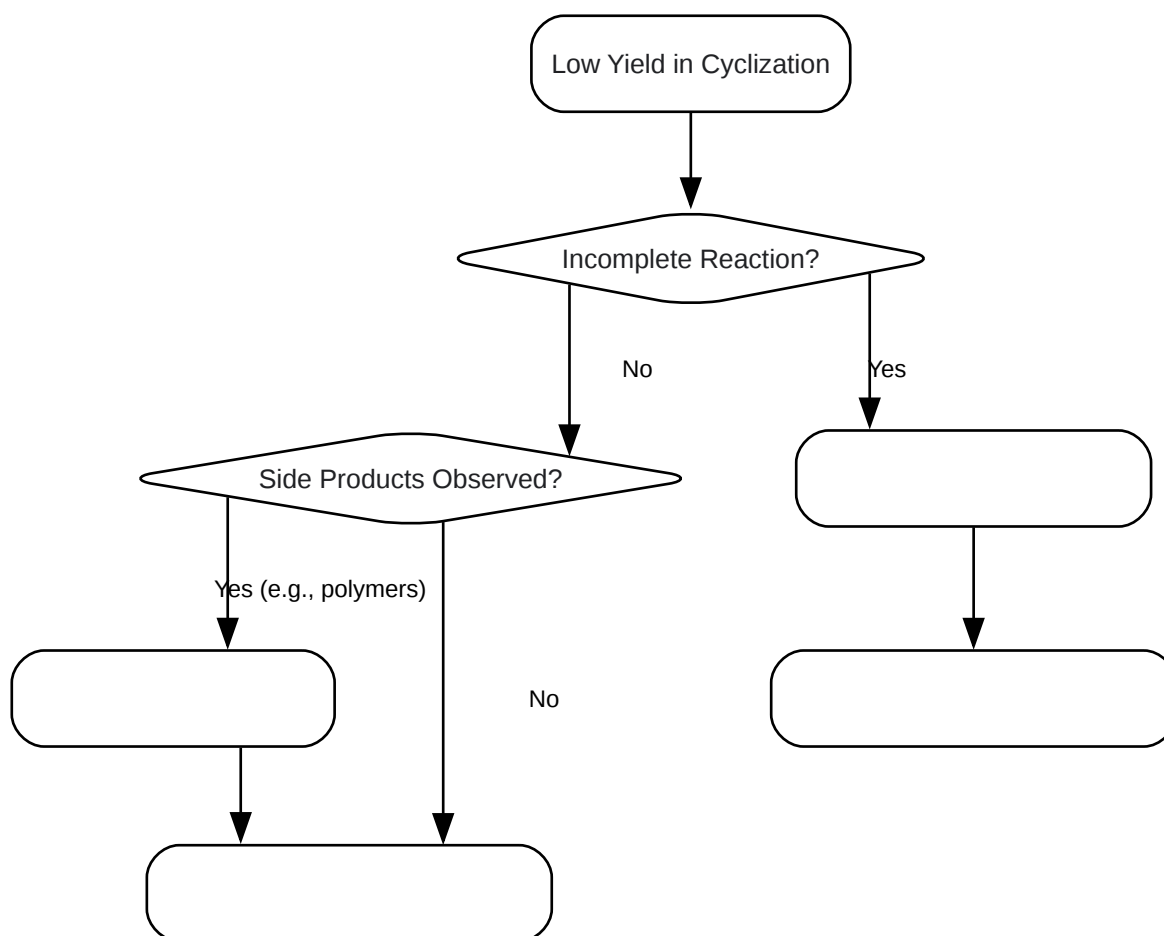 Low Yield in Cyclization
Incomplete Reaction?
No
Yes
Side Products Observed?
Yes (e.g., polymers)
No